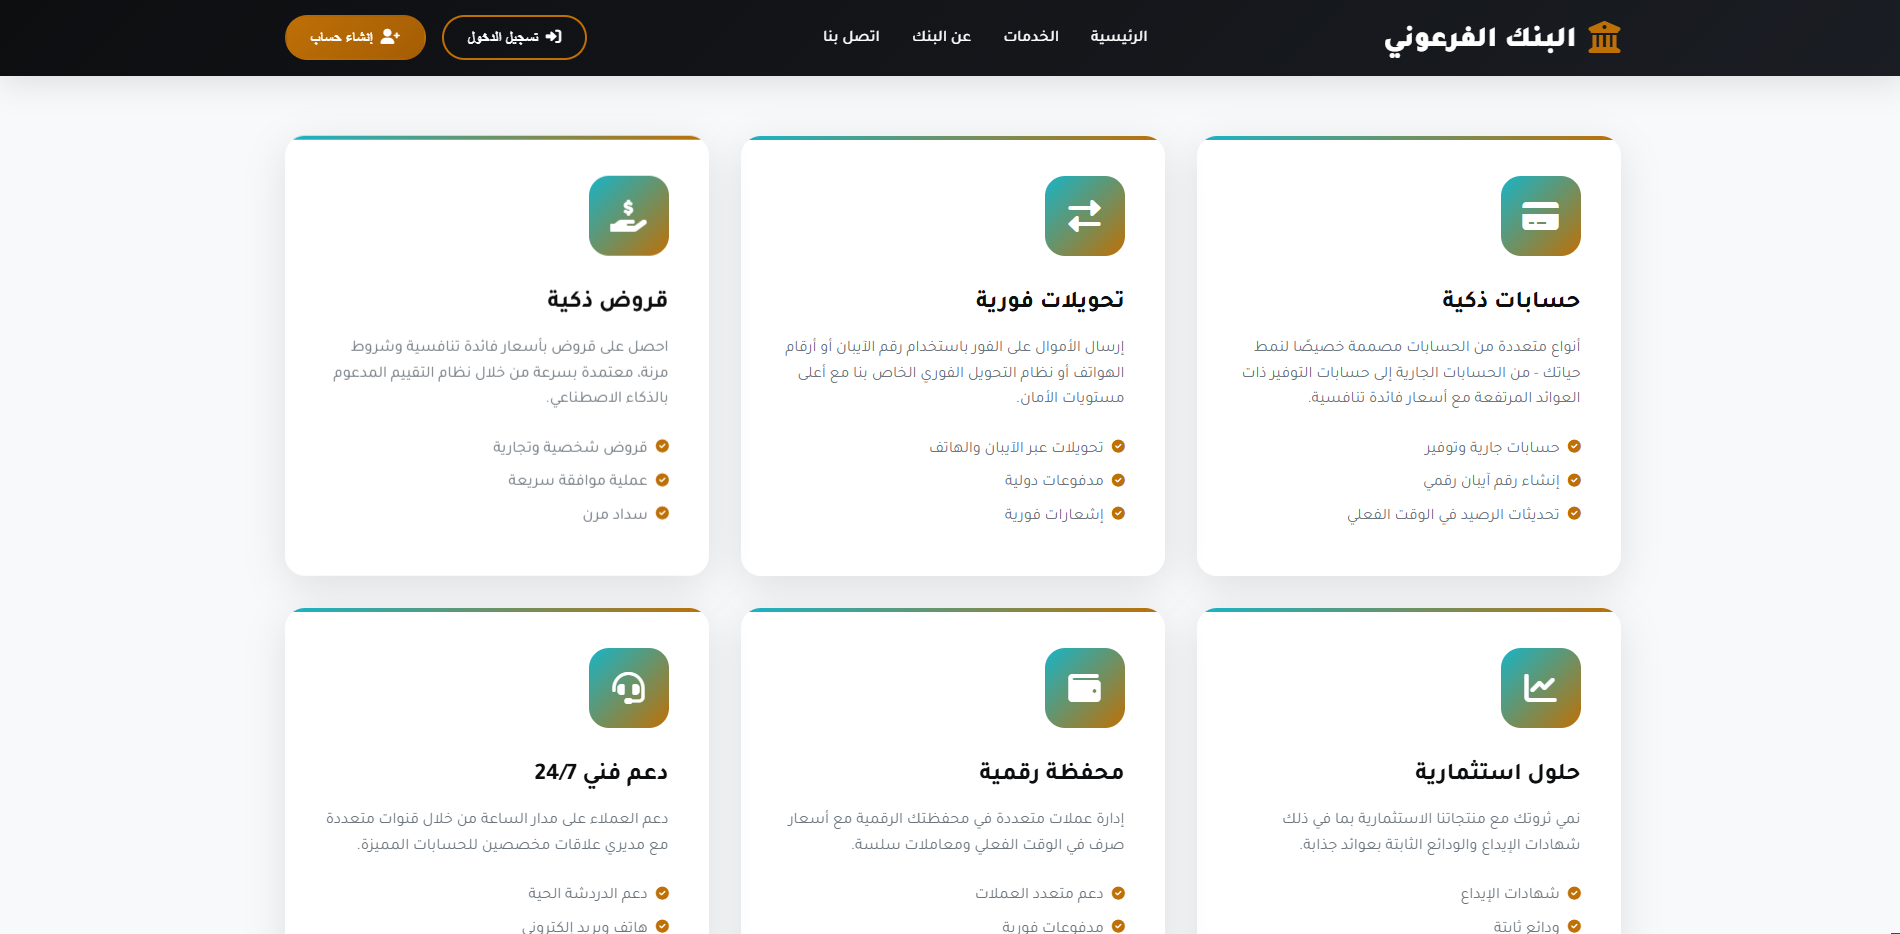 البنك الفرعوني
الرئيسية
الخدمات
عن البنك
اتصل بنا
تسجيل الدخول
إنشاء حساب
حسابات ذكية
أنواع متعددة من الحسابات مصممة خصيصًا لنمط
حياتك - من الحسابات الجارية إلى حسابات التوفير ذات
العوائد المرتفعة مع أسعار فائدة تنافسية.
حسابات جارية وتوفير
إنشاء رقم آيبان رقمي
تحديثات الرصيد في الوقت الفعلي
تحويلات فورية
إرسال الأموال على الفور باستخدام رقم الآيبان أو أرقام
الهواتف أو نظام التحويل الفوري الخاص بنا مع أعلى
مستويات الأمان.
تحويلات عبر الآيبان والهاتف
مدفوعات دولية
إشعارات فورية
قروض ذكية
احصل على قروض بأسعار فائدة تنافسية وشروط
مرنة، معتمدة بسرعة من خلال نظام التقييم المدعوم
بالذكاء الاصطناعي.
قروض شخصية وتجارية
عملية موافقة سريعة
سداد مرن
حلول استثمارية
نمي ثروتك مع منتجاتنا الاستثمارية بما في ذلك
شهادات الإيداع والودائع الثابتة بعوائد جذابة.
شهادات الإيداع
ودائع ثابتة
محفظة رقمية
إدارة عملات متعددة في محفظتك الرقمية مع أسعار
صرف في الوقت الفعلي ومعاملات سلسة.
دعم متعدد العملات
مدفوعات فورية
دعم فني 24/7
دعم العملاء على مدار الساعة من خلال قنوات متعددة
مع مديري علاقات مخصصين للحسابات المميزة.
دعم الدردشة الحية
هاتف وبريد إلكتروني